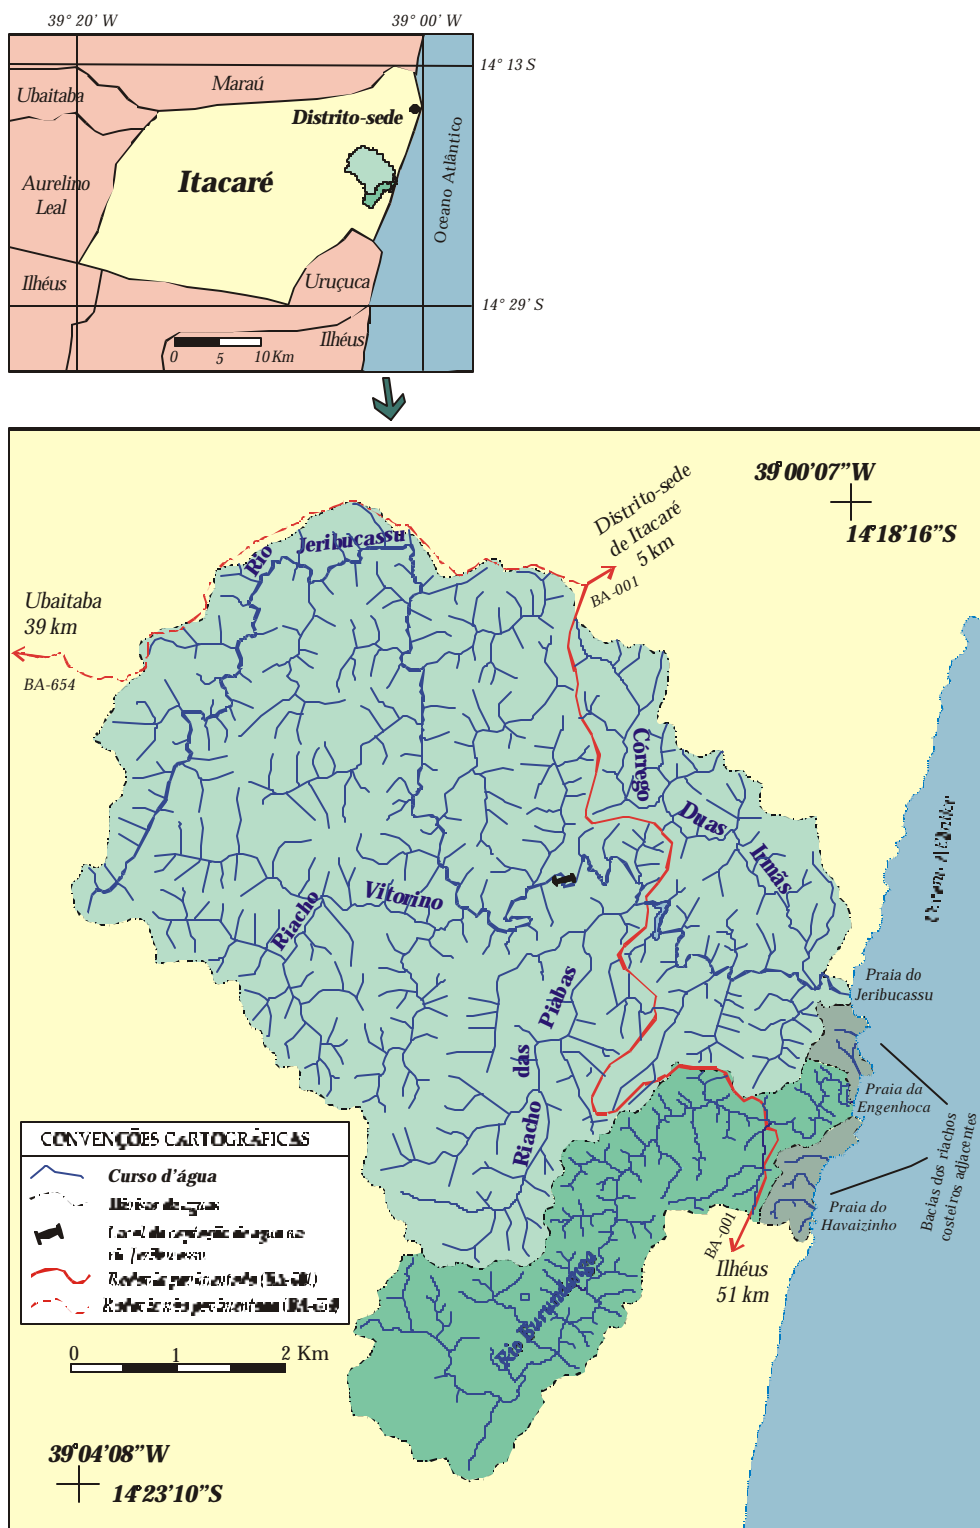 39° 20' W
39° 00' W
14° 13 S
Ubaitaba
Maraú
Distrito-sede
Itacaré
Aurelino
Leal
Oceano Atlântico
Ilhéus
Uruçuca
14° 29' S
Ilhéus
0 5 10 Km
39°00'07”W
14°18'16”S
Distrito-sede
de Itacaré
5 km
BA-001
Rio Jeribucassu
Ubaitaba
39 km
BA-654
Córrego Duas Irmãs
Riacho Vitorino
Riacho das Piabas
Praia do
Jeribucassu
Praia da
Engenhoca
Bacias dos riachos
costeiros adjacentes
Praia do
Havaizinho
BA-001
Ilhéus
51 km
Rio Burundanga
CONVENÇÕES CARTOGRÁFICAS
Curso d'água
0 1 2 Km
39°04'08”W
14°23'10”S